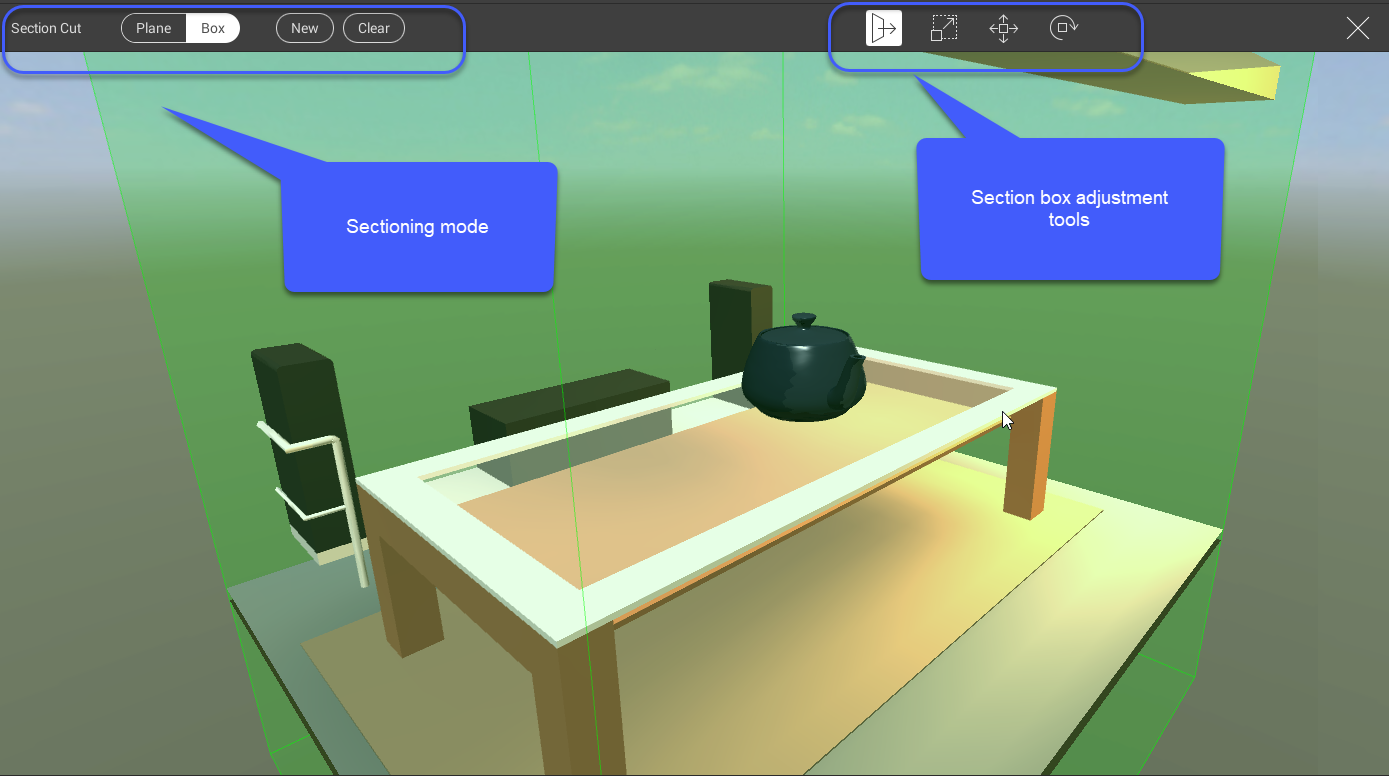 Section Cut
Plane
Box
New
Clear
Sectioning mode
Section box adjustment
tools